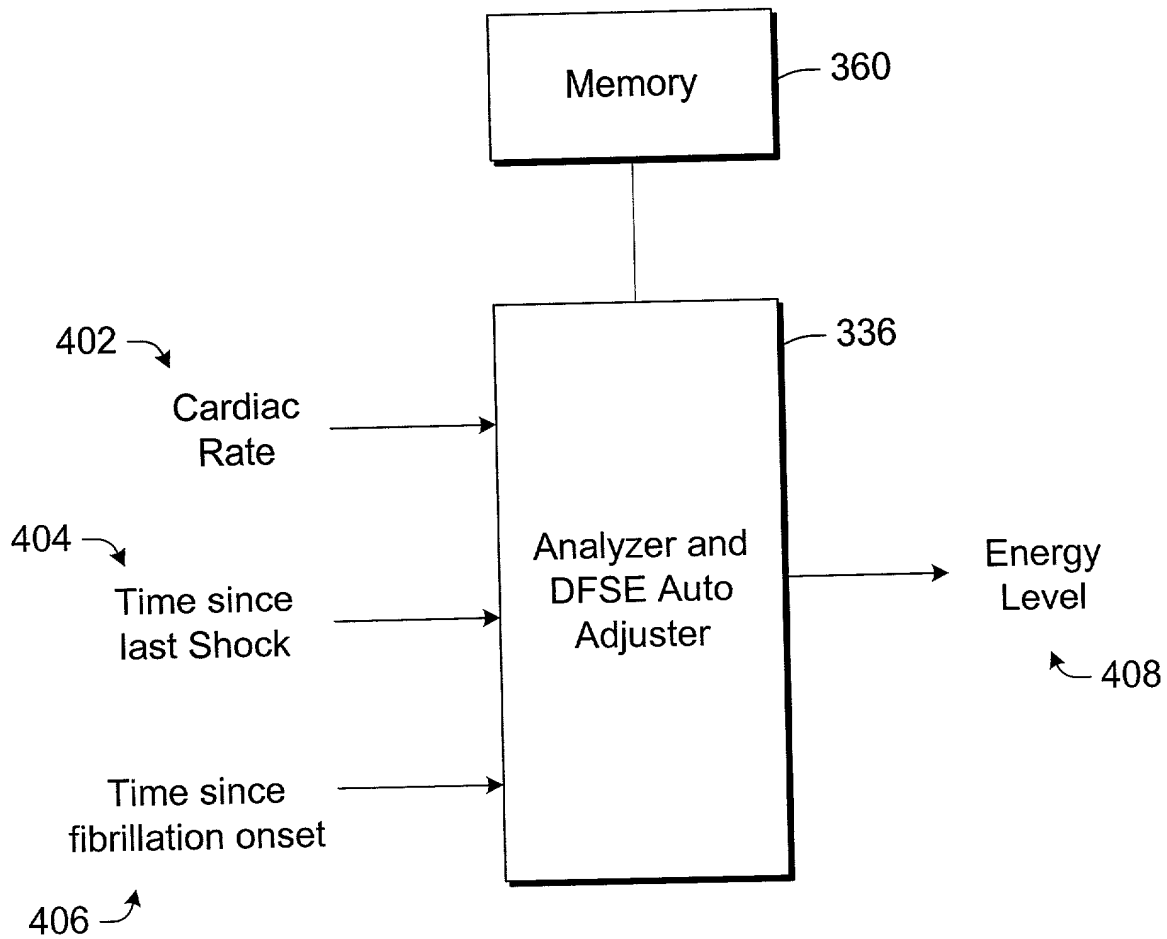 Memory
360
336
402
Cardiac
Rate
404
Time since
last Shock
Analyzer and
DFSE Auto
Adjuster
Energy
Level
408
Time since
fibrillation onset
406